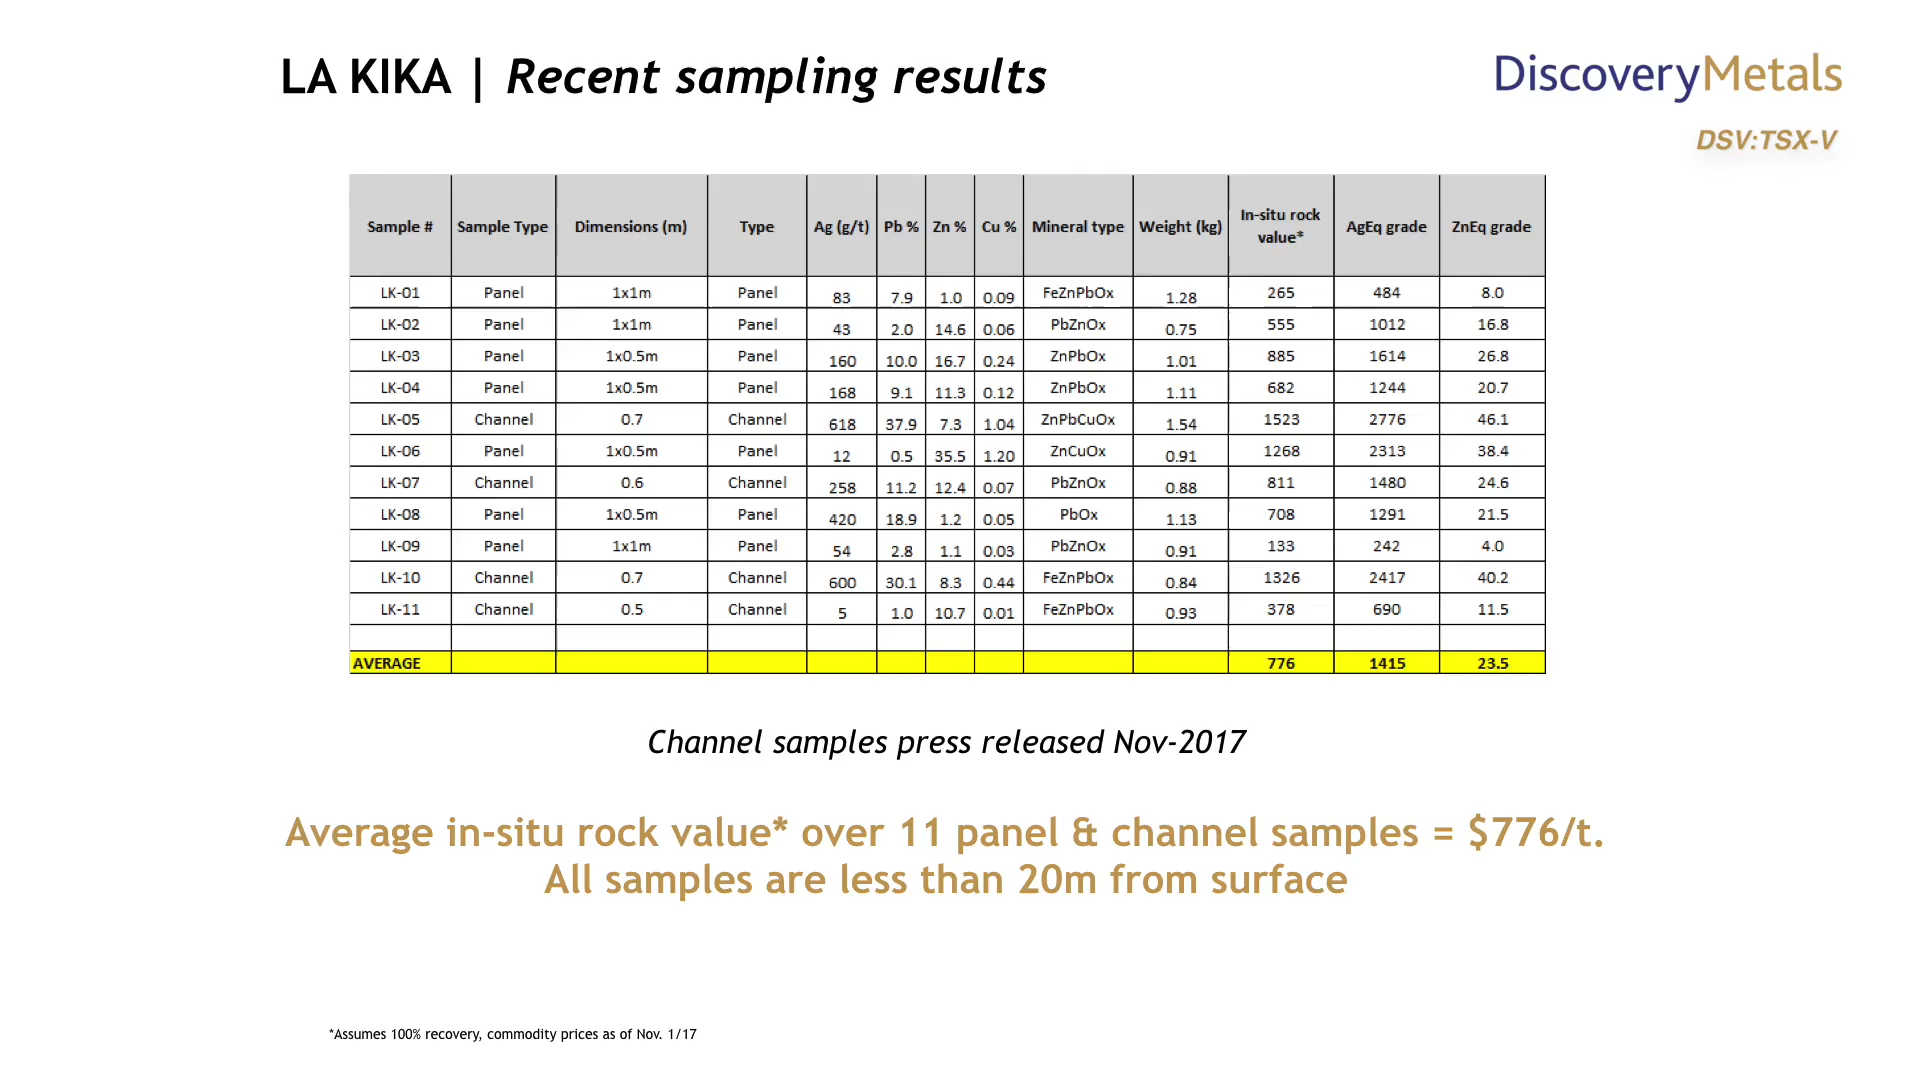 LA KIKA | Recent sampling results
DiscoveryMetals
DSV:TSX-V
Sample # Sample Type Dimensions (m) Type Ag (g/t) Pb % Zn % Cu % Mineral type Weight (kg) In-situ rock value* AgEq grade ZnEq grade
LK-01 Panel 1x1m Panel 83 7.9 1.0 0.09 FeZnPbOx 1.28 265 484 8.0
LK-02 Panel 1x1m Panel 43 2.0 14.6 0.06 PbZnOx 0.75 555 1012 16.8
LK-03 Panel 1x0.5m Panel 160 10.0 16.7 0.24 ZnPbOx 1.01 885 1614 26.8
LK-04 Panel 1x0.5m Panel 168 9.1 11.3 0.12 ZnPbOx 1.11 682 1244 20.7
LK-05 Channel 0.7 Channel 618 37.9 7.3 1.04 ZnPbCuOx 1.54 1523 2776 46.1
LK-06 Panel 1x0.5m Panel 12 0.5 35.5 1.20 ZnCuOx 0.91 1268 2313 38.4
LK-07 Channel 0.6 Channel 258 11.2 12.4 0.07 PbZnOx 0.88 811 1480 24.6
LK-08 Panel 1x0.5m Panel 420 18.9 1.2 0.05 PbOx 1.13 708 1291 21.5
LK-09 Panel 1x1m Panel 54 2.8 1.1 0.03 PbZnOx 0.91 133 242 4.0
LK-10 Channel 0.7 Channel 600 30.1 8.3 0.44 FeZnPbOx 0.84 1326 2417 40.2
LK-11 Channel 0.5 Channel 5 1.0 10.7 0.01 FeZnPbOx 0.93 378 690 11.5
AVERAGE 776 1415 23.5
Channel samples press released Nov-2017
Average in-situ rock value* over 11 panel & channel samples = $776/t.
All samples are less than 20m from surface
*Assumes 100% recovery, commodity prices as of Nov. 1/17